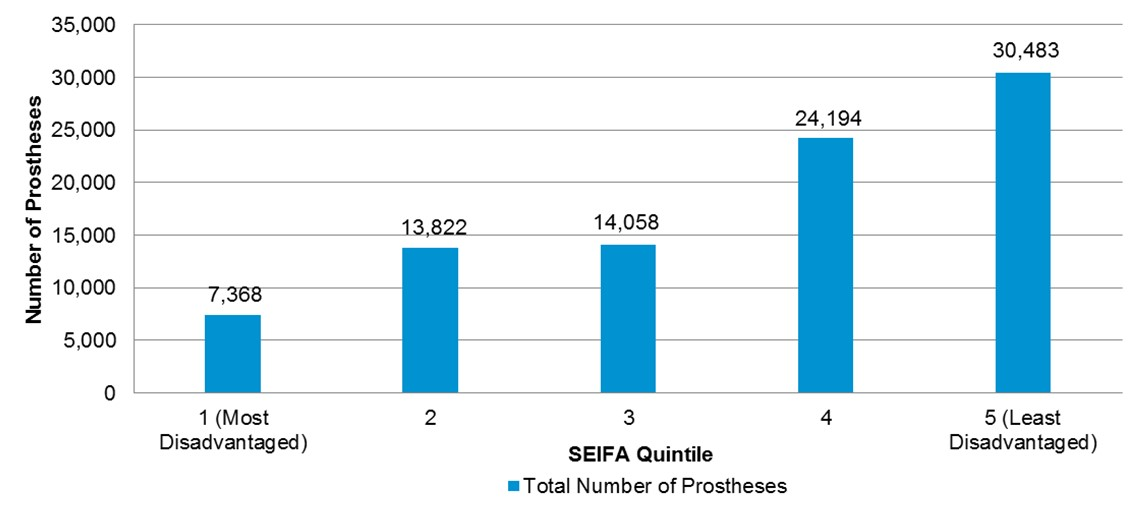 35,000
30,000
25,000
20,000
15,000
10,000
5,000
0
Number of Prostheses
7,368
13,822
14,058
24,194
30,483
1 (Most
Disadvantaged)
2
3
4
5 (Least
Disadvantaged)
SEIFA Quintile
Total Number of Prostheses